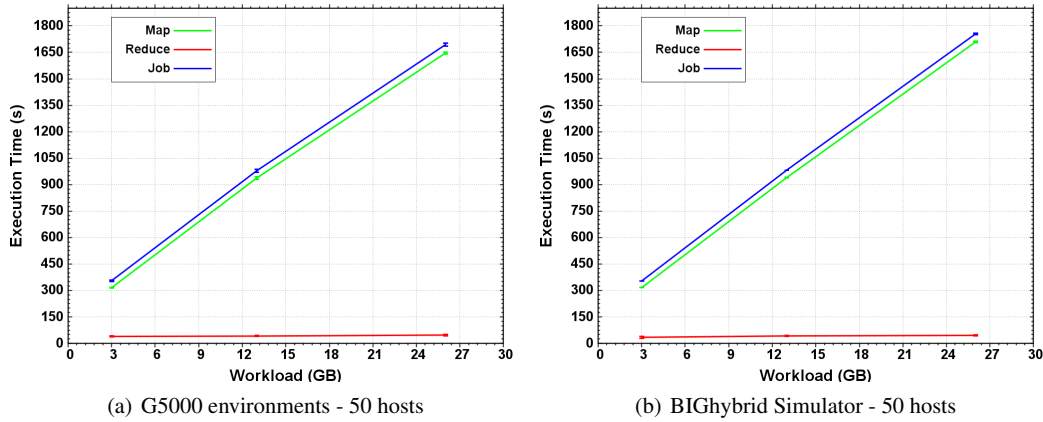 1800
1650
1500
1350
1200
1050
900
750
600
450
300
150
0
Execution Time (s)
Map
Reduce
Job
0 3 6 9 12 15 18 21 24 27 30
Workload (GB)
(a) G5000 environments - 50 hosts
1800
1650
1500
1350
1200
1050
900
750
600
450
300
150
0
Execution Time (s)
Map
Reduce
Job
0 3 6 9 12 15 18 21 24 27 30
Workload (GB)
(b) BIGhybrid Simulator - 50 hosts